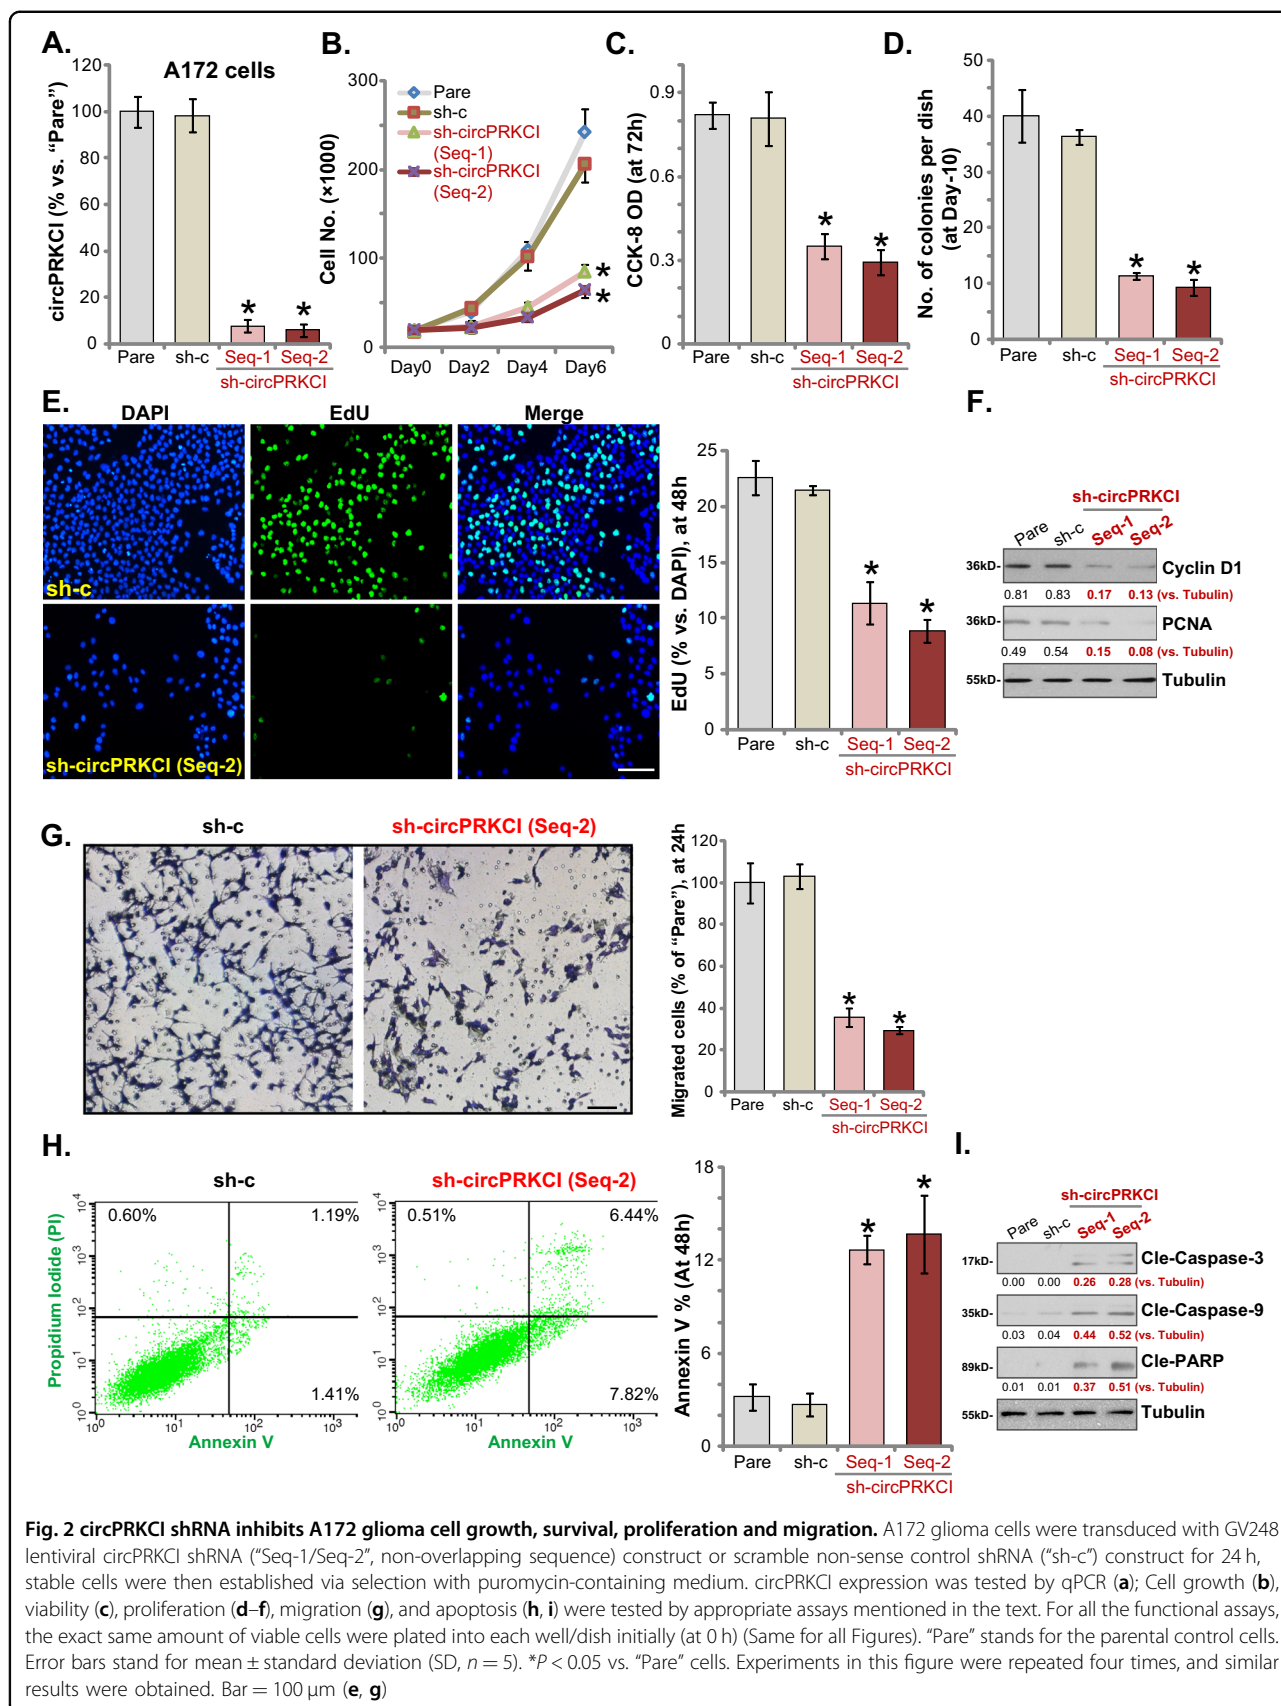 A.
A172 cells
circPRKCI (% vs. “Pare”)
120
100
80
60
40
20
0
*
*
Pare
sh-c
Seq-1
Seq-2
sh-circPRKCI
B.
Cell No. (×1000)
300
200
100
0
Pare
sh-c
sh-circPRKCI
(Seq-1)
sh-circPRKCI
(Seq-2)
*
*
Day0
Day2
Day4
Day6
C.
CCK-8 OD (at 72h)
0.9
0.6
0.3
0
*
*
Pare
sh-c
Seq-1
Seq-2
sh-circPRKCI
D.
No. of colonies per dish
(at Day-10)
50
40
30
20
10
0
*
*
Pare
sh-c
Seq-1
Seq-2
sh-circPRKCI
E.
DAPI
EdU
Merge
sh-c
sh-circPRKCI (Seq-2)
EdU (% vs. DAPI), at 48h
25
20
15
10
5
0
*
*
Pare
sh-c
Seq-1
Seq-2
sh-circPRKCI
F.
sh-circPRKCI
Pare
sh-c
Seq-1
Seq-2
36kD-
Cyclin D1
0.81 0.83 0.17 0.13 (vs. Tubulin)
36kD-
PCNA
0.49 0.54 0.15 0.08 (vs. Tubulin)
55kD-
Tubulin
G.
sh-c
sh-circPRKCI (Seq-2)
Migrated cells (% of “Pare”), at 24h
120
100
80
60
40
20
0
*
*
Pare
sh-c
Seq-1
Seq-2
sh-circPRKCI
H.
sh-c
sh-circPRKCI (Seq-2)
Propidium Iodide (PI)
10⁴
10³
10²
10¹
10⁰
0.60%
1.19%
1.41%
10⁰
10¹
10²
10³
Annexin V
10⁴
10³
10²
10¹
10⁰
0.51%
6.44%
7.82%
10⁰
10¹
10²
10³
Annexin V
Annexin V % (At 48h)
18
12
6
0
*
*
Pare
sh-c
Seq-1
Seq-2
sh-circPRKCI
I.
sh-circPRKCI
Pare
sh-c
Seq-1
Seq-2
17kD-
Cle-Caspase-3
0.00 0.00 0.26 0.28 (vs. Tubulin)
35kD-
Cle-Caspase-9
0.03 0.04 0.44 0.52 (vs. Tubulin)
89kD-
Cle-PARP
0.01 0.01 0.37 0.51 (vs. Tubulin)
55kD-
Tubulin
Fig. 2 circPRKCI shRNA inhibits A172 glioma cell growth, survival, proliferation and migration. A172 glioma cells were transduced with GV248
lentiviral circPRKCI shRNA (“Seq-1/Seq-2”, non-overlapping sequence) construct or scramble non-sense control shRNA (“sh-c”) construct for 24 h,
stable cells were then established via selection with puromycin-containing medium. circPRKCI expression was tested by qPCR (a); Cell growth (b),
viability (c), proliferation (d–f), migration (g), and apoptosis (h, i) were tested by appropriate assays mentioned in the text. For all the functional assays,
the exact same amount of viable cells were plated into each well/dish initially (at 0 h) (Same for all Figures). “Pare” stands for the parental control cells.
Error bars stand for mean ± standard deviation (SD, n = 5). *P < 0.05 vs. “Pare” cells. Experiments in this figure were repeated four times, and similar
results were obtained. Bar = 100 μm (e, g)